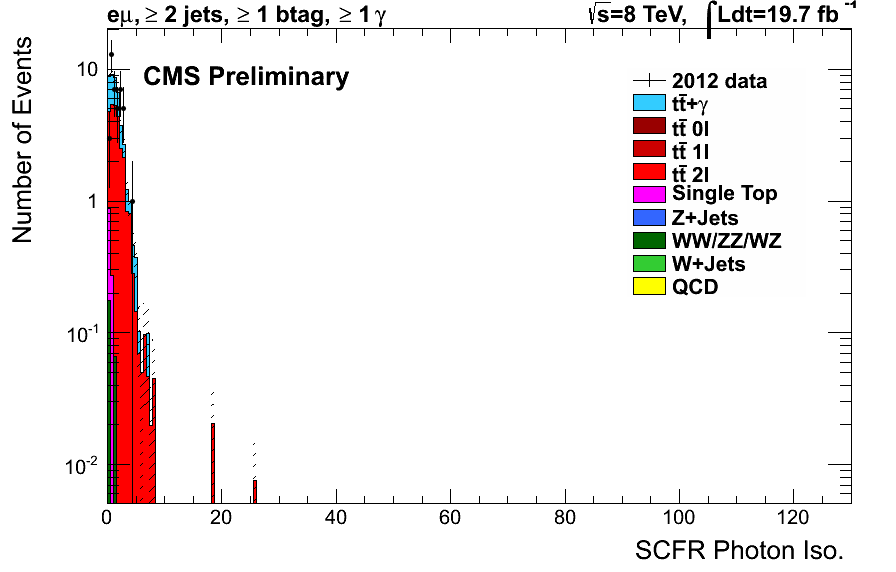 eμ, ≥ 2 jets, ≥ 1 btag, ≥ 1 γ
√s=8 TeV, ∫Ldt=19.7 fb⁻¹
CMS Preliminary
2012 data
tt̄+γ
tt̄ 0l
tt̄ 1l
tt̄ 2l
Single Top
Z+Jets
WW/ZZ/WZ
W+Jets
QCD
Number of Events
10
1
10⁻¹
10⁻²
0 20 40 60 80 100 120
SCFR Photon Iso.